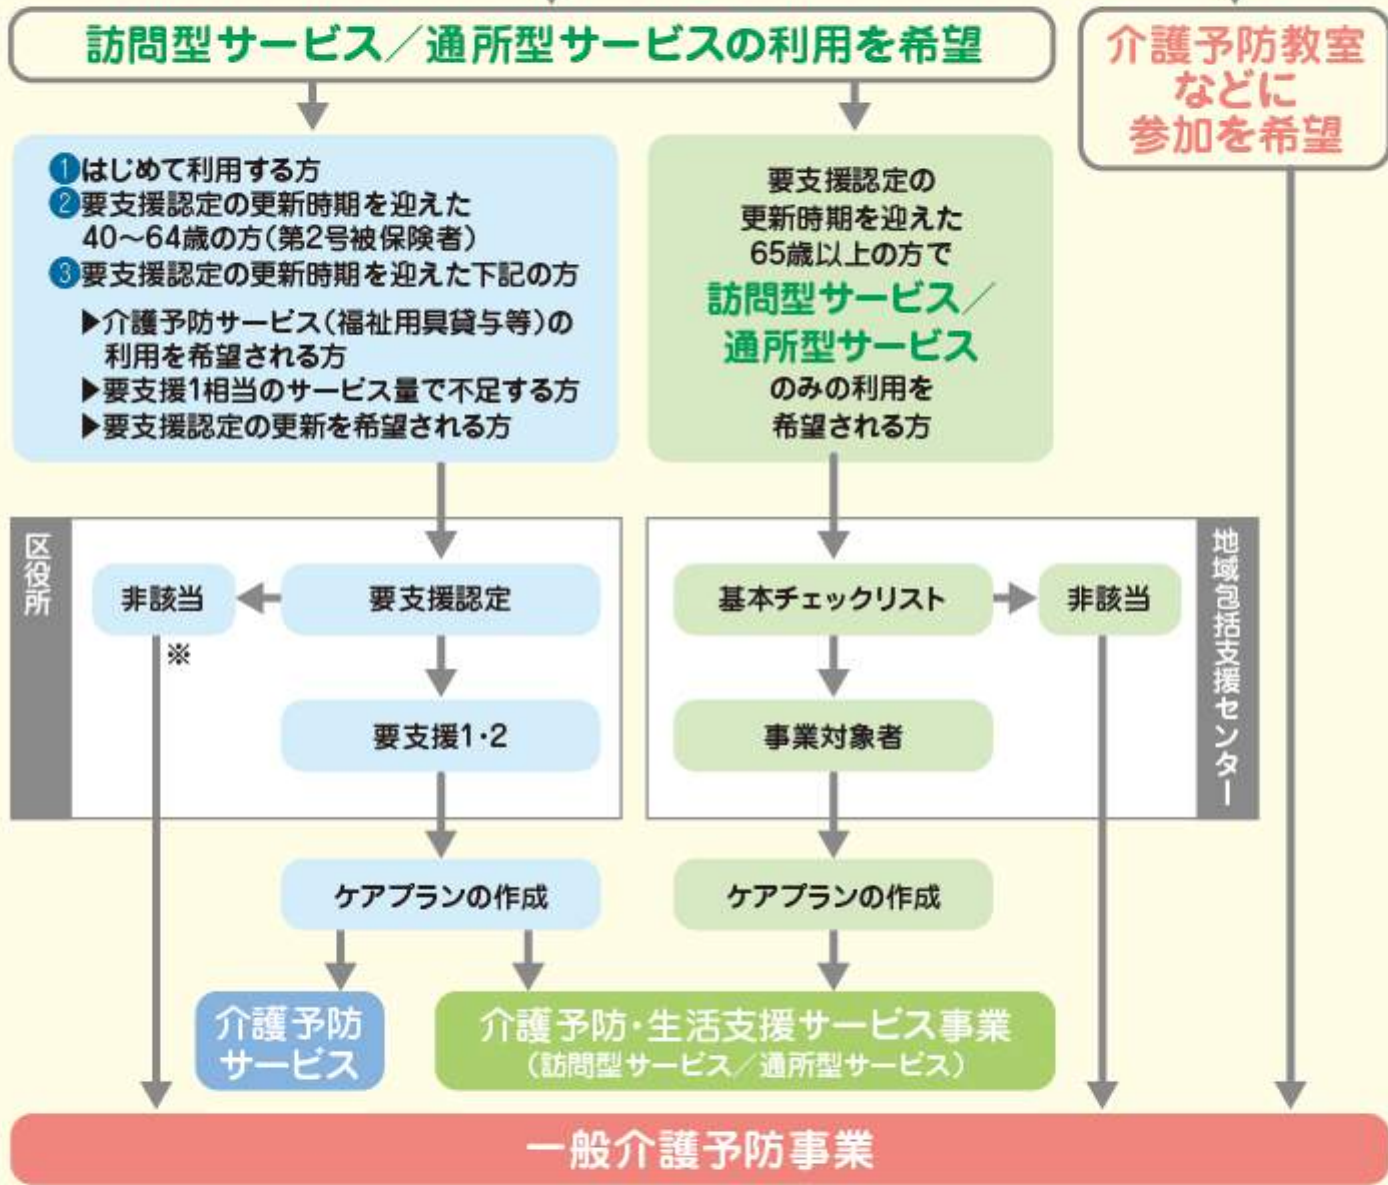 訪問型サービス／通所型サービスの利用を希望
介護予防教室
などに
参加を希望
❶はじめて利用する方
❷要支援認定の更新時期を迎えた
40～64歳の方(第2号被保険者)
❸要支援認定の更新時期を迎えた下記の方
▶介護予防サービス(福祉用具貸与等)の
利用を希望される方
▶要支援1相当のサービス量で不足する方
▶要支援認定の更新を希望される方
要支援認定の
更新時期を迎えた
65歳以上の方で
訪問型サービス／
通所型サービス
のみの利用を
希望される方
区役所
非該当
※
要支援認定
要支援1・2
基本チェックリスト
非該当
事業対象者
地域包括支援センター
ケアプランの作成
ケアプランの作成
介護予防
サービス
介護予防・生活支援サービス事業
(訪問型サービス／通所型サービス)
一般介護予防事業